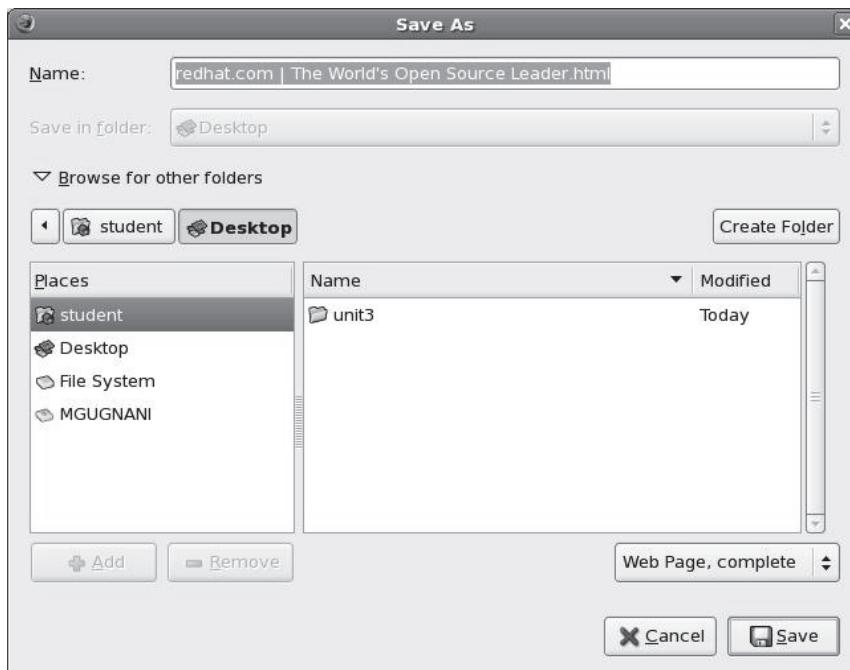 Save As
Name: redhat.com | The World's Open Source Leader.html
Save in folder: Desktop
Browse for other folders
student Desktop Create Folder
Places Name Modified
student unit3 Today
Desktop
File System
MGUGNANI
Add Remove Web Page, complete
Cancel Save